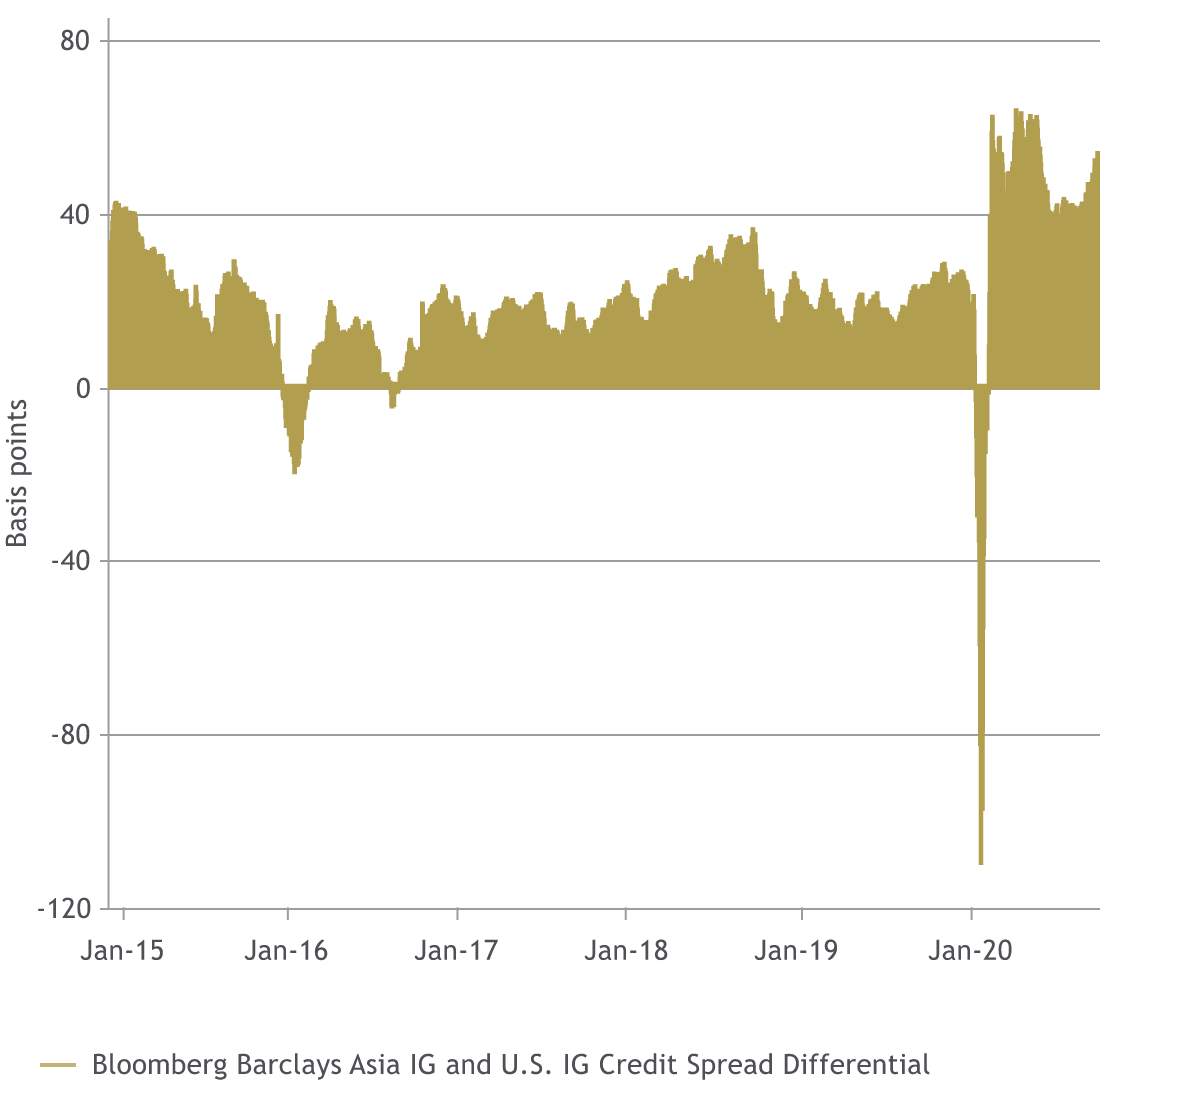 80
40
0
-40
-80
-120
Basis points
Jan-15 Jan-16 Jan-17 Jan-18 Jan-19 Jan-20
Bloomberg Barclays Asia IG and U.S. IG Credit Spread Differential